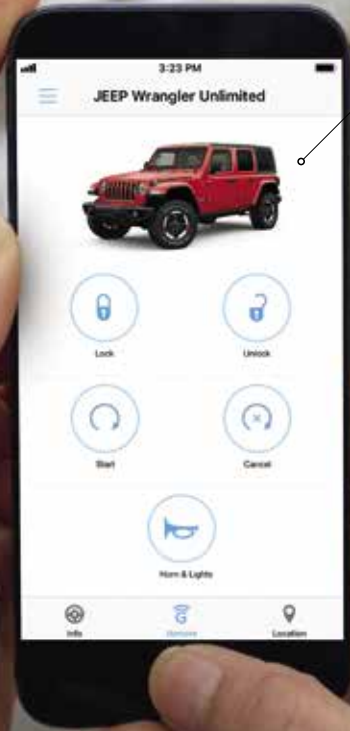 3:23 PM
JEEP Wrangler Unlimited
Lock
Unlock
Start
Cancel
Horn & Lights
Info
Remote
Location